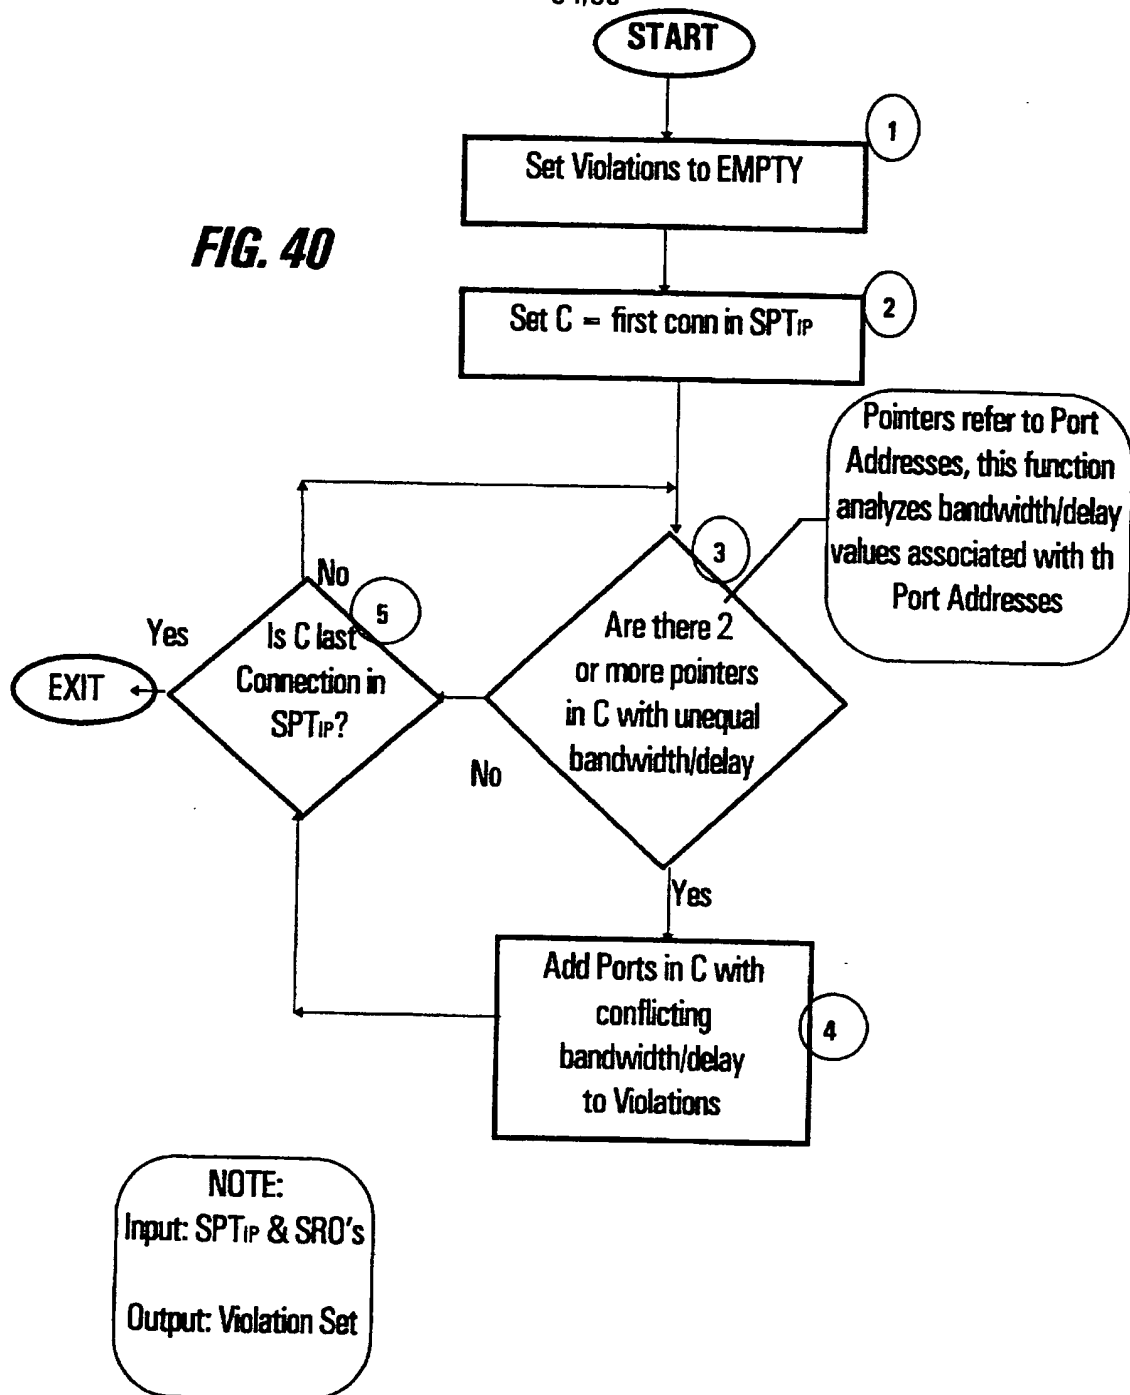 START
1
Set Violations to EMPTY
FIG. 40
2
Set C = first conn in SPTIP
Pointers refer to Port
Addresses, this function
analyzes bandwidth/delay
values associated with th
Port Addresses
3
Are there 2
or more pointers
in C with unequal
bandwidth/delay
No
5
Is C last
Connection in
SPTIP?
Yes
EXIT
No
Yes
Add Ports in C with
conflicting
bandwidth/delay
to Violations
4
NOTE:
Input: SPTIP & SRO's
Output: Violation Set